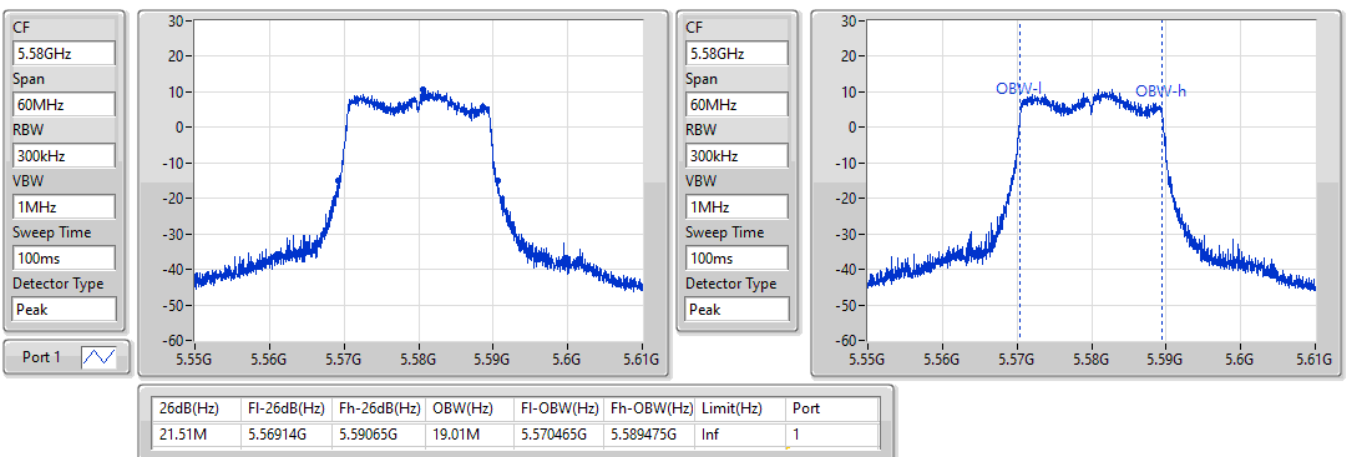 CF
5.58GHz
Span
60MHz
RBW
300kHz
VBW
1MHz
Sweep Time
100ms
Detector Type
Peak
Port 1
30
20
10
0
-10
-20
-30
-40
-50
-60
5.55G 5.56G 5.57G 5.58G 5.59G 5.6G 5.61G
CF
5.58GHz
Span
60MHz
RBW
300kHz
VBW
1MHz
Sweep Time
100ms
Detector Type
Peak
30
20
10
0
-10
-20
-30
-40
-50
-60
OBW-l OBW-h
5.55G 5.56G 5.57G 5.58G 5.59G 5.6G 5.61G
26dB(Hz) Fl-26dB(Hz) Fh-26dB(Hz) OBW(Hz) Fl-OBW(Hz) Fh-OBW(Hz) Limit(Hz) Port
21.51M 5.56914G 5.59065G 19.01M 5.570465G 5.589475G Inf 1